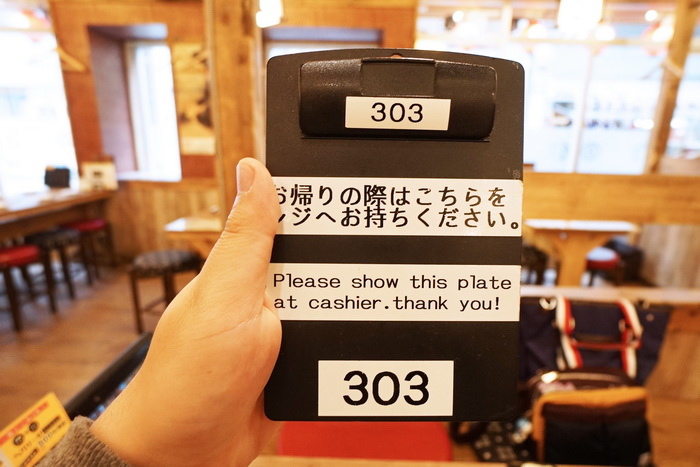 303
お帰りの際はこちらを
レジへお持ちください。
Please show this plate
at cashier.thank you!
303